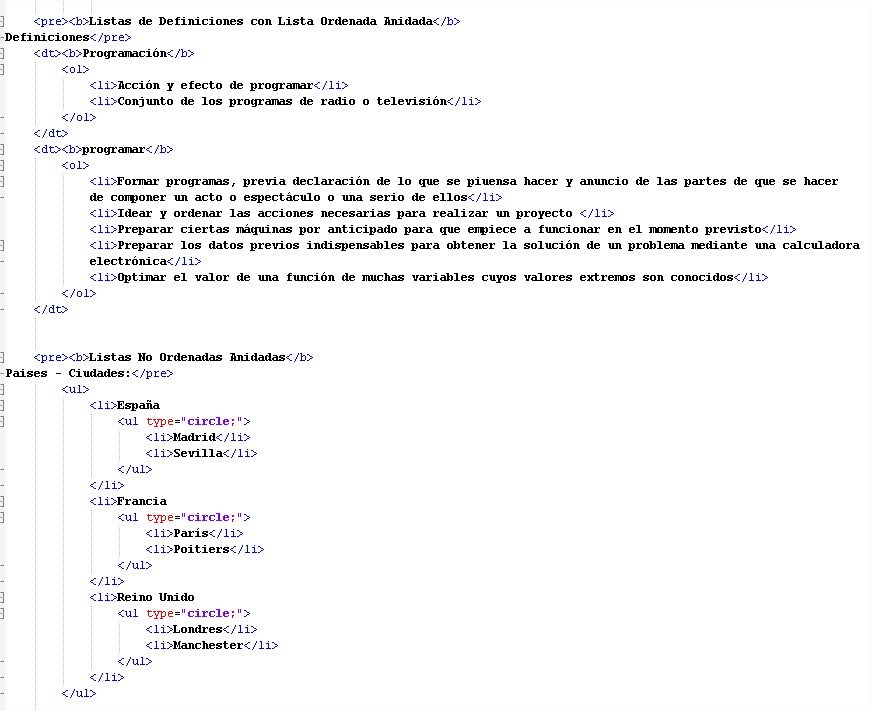 <pre><b>Listas de Definiciones con Lista Ordenada Anidada</b>
Definiciones</pre>
<dt><b>Programación</b>
<ol>
<li>Acción y efecto de programar</li>
<li>Conjunto de los programas de radio o televisión</li>
</ol>
</dt>
<dt><b>programar</b>
<ol>
<li>Formar programas, previa declaración de lo que se piuensa hacer y anuncio de las partes de que se hacer
de componer un acto o espectáculo o una serio de ellos</li>
<li>Idear y ordenar las acciones necesarias para realizar un proyecto </li>
<li>Preparar ciertas máquinas por anticipado para que empiece a funcionar en el momento previsto</li>
<li>Preparar los datos previos indispensables para obtener la solución de un problema mediante una calculadora
electrónica</li>
<li>Optimar el valor de una función de muchas variables cuyos valores extremos son conocidos</li>
</ol>
</dt>
<pre><b>Listas No Ordenadas Anidadas</b>
Paises - Ciudades:</pre>
<ul>
<li>España
<ul type="circle;">
<li>Madrid</li>
<li>Sevilla</li>
</ul>
</li>
<li>Francia
<ul type="circle;">
<li>París</li>
<li>Poitiers</li>
</ul>
</li>
<li>Reino Unido
<ul type="circle;">
<li>Londres</li>
<li>Manchester</li>
</ul>
</li>
</ul>